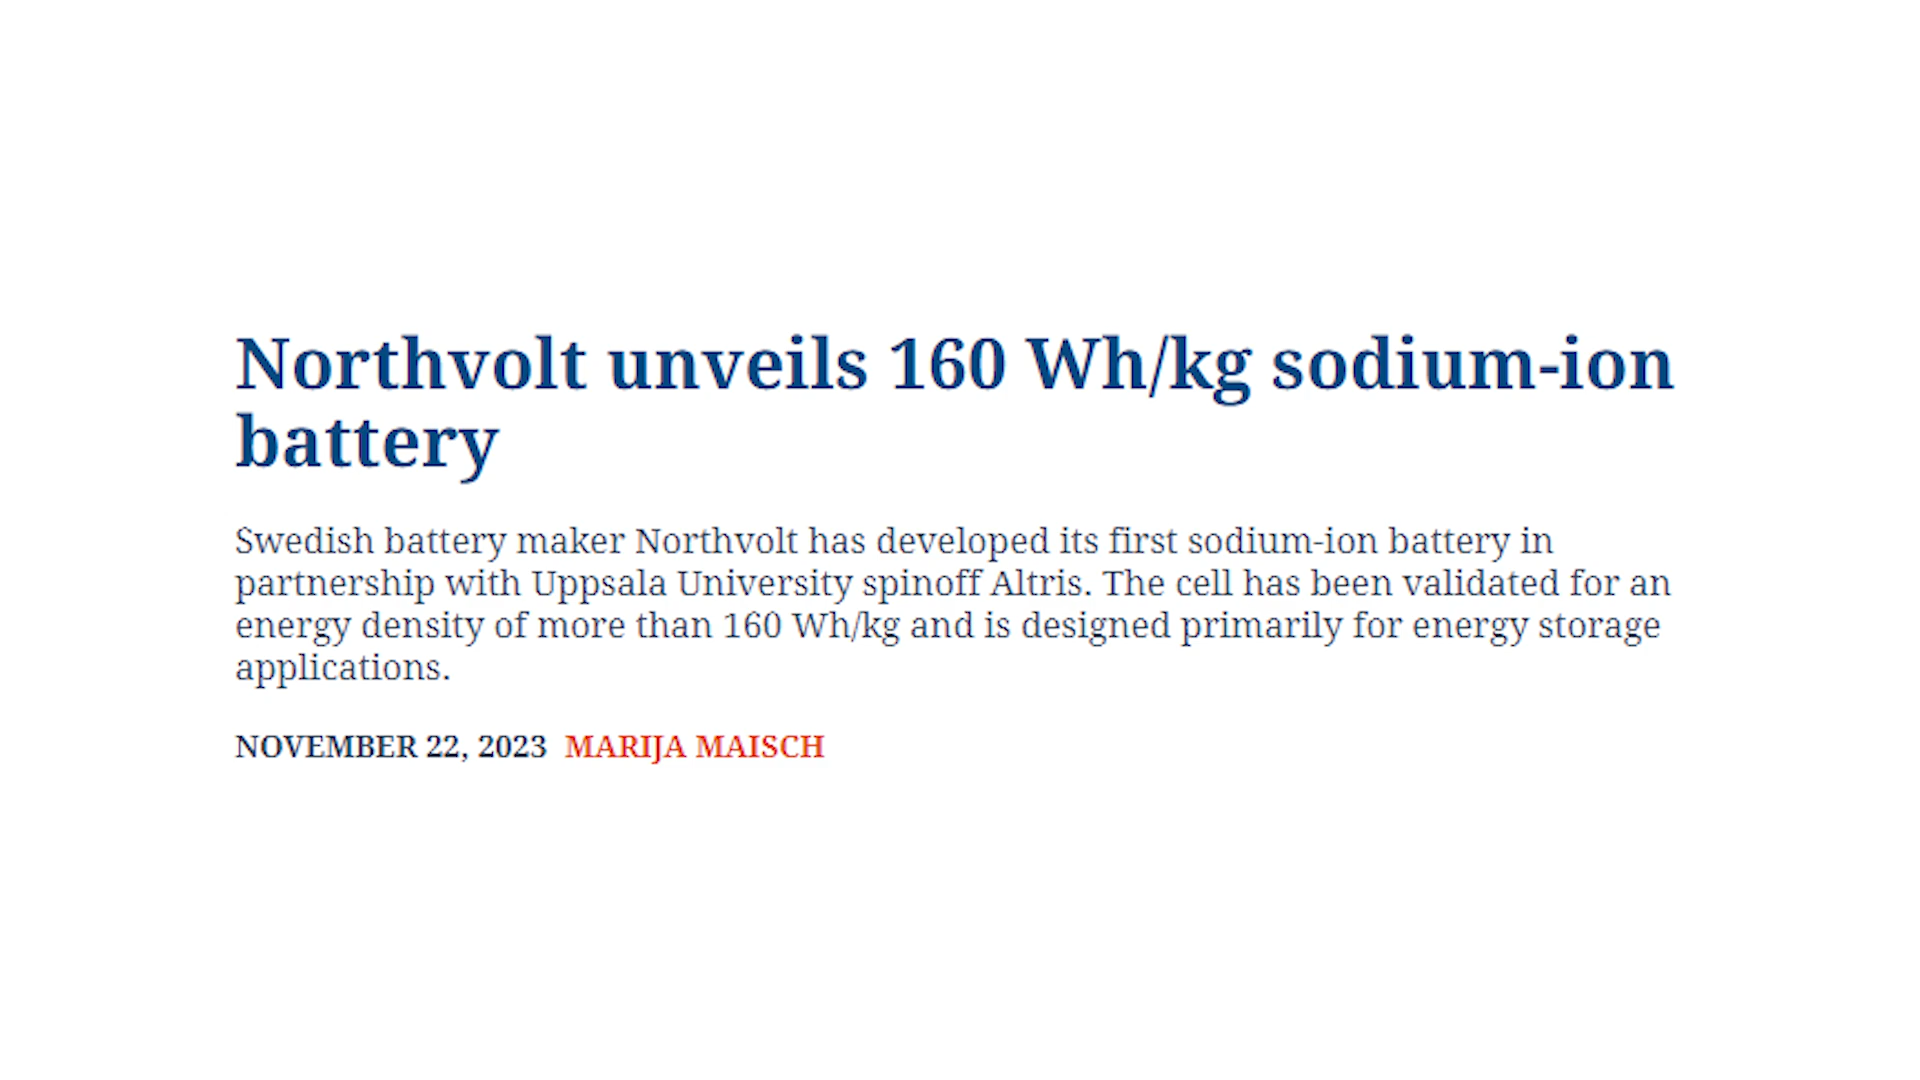 Northvolt unveils 160 Wh/kg sodium-ion
battery
Swedish battery maker Northvolt has developed its first sodium-ion battery in
partnership with Uppsala University spinoff Altris. The cell has been validated for an
energy density of more than 160 Wh/kg and is designed primarily for energy storage
applications.
NOVEMBER 22, 2023 MARIJA MAISCH